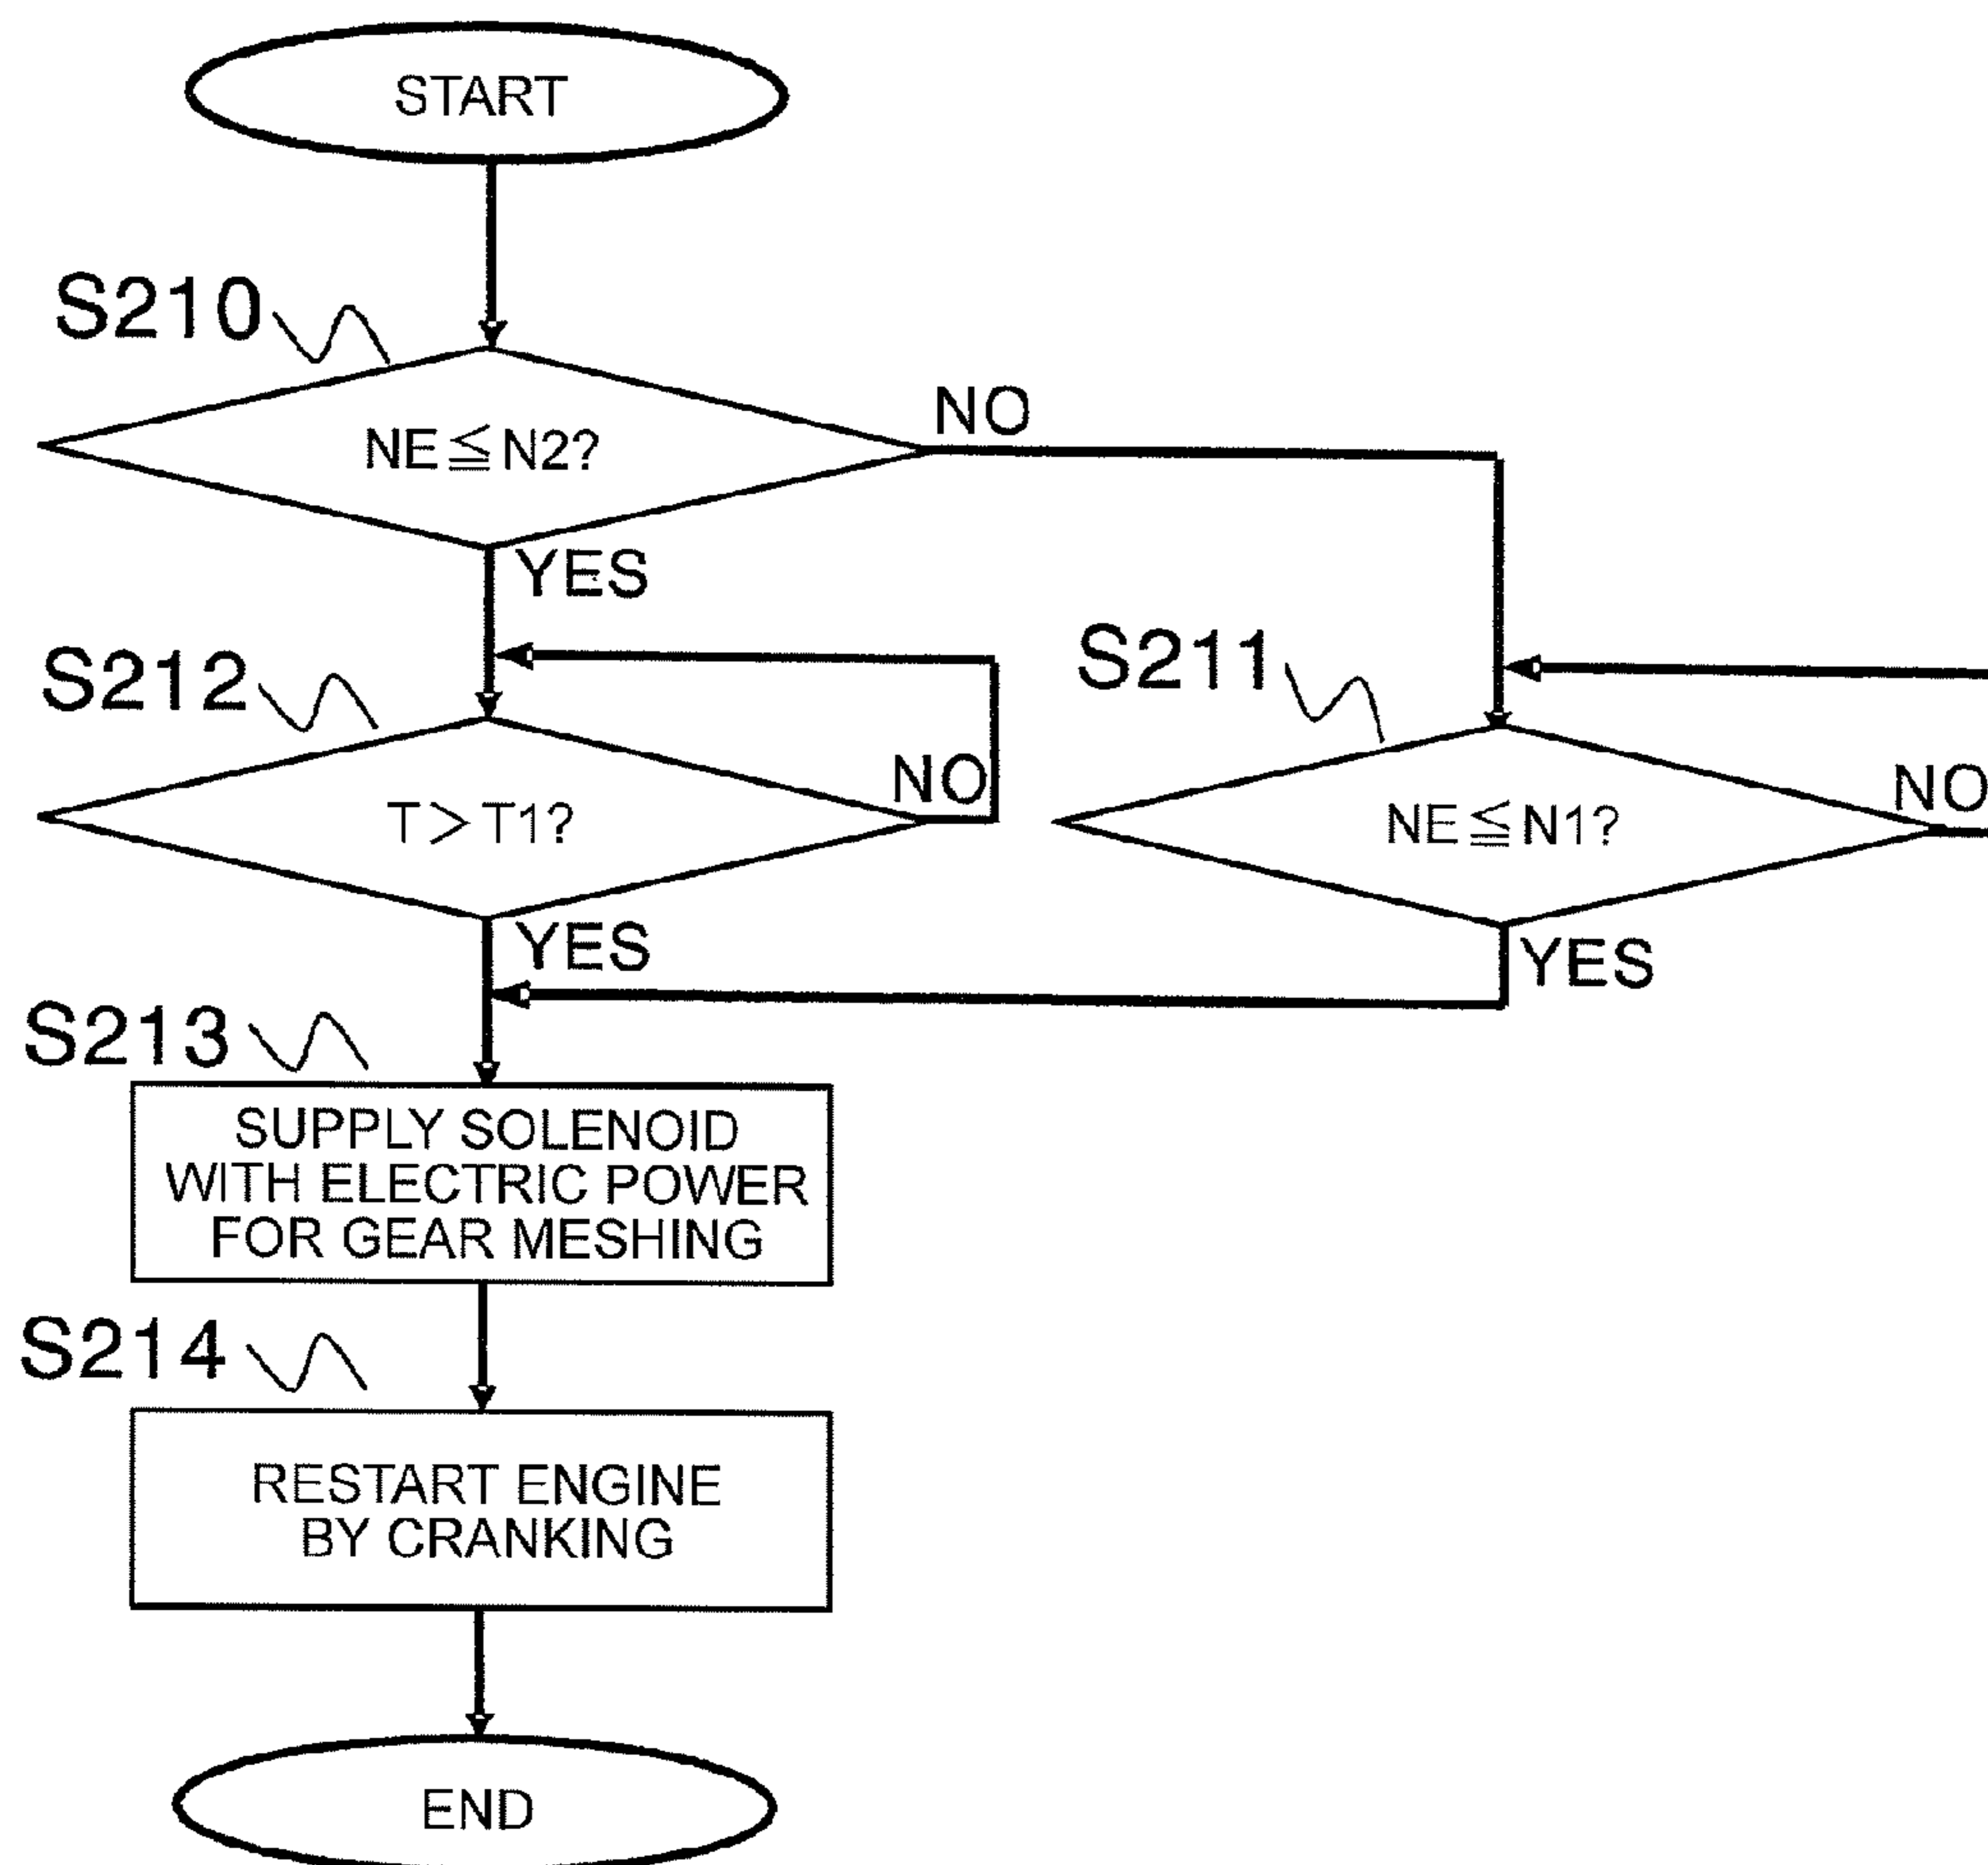 START
S210
NE≦N2?
NO
YES
S212
T>T1?
NO
S211
NE≦N1?
NO
YES
YES
S213
SUPPLY SOLENOID
WITH ELECTRIC POWER
FOR GEAR MESHING
S214
RESTART ENGINE
BY CRANKING
END